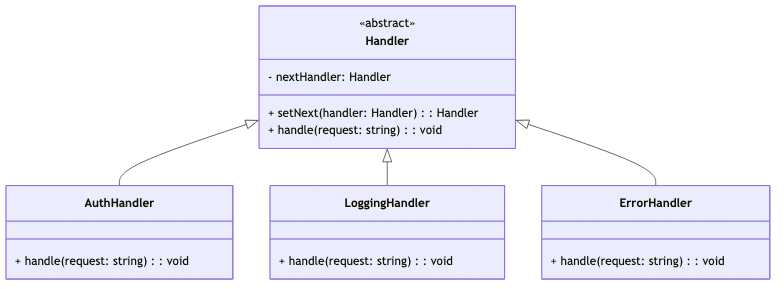 «abstract»
Handler
- nextHandler: Handler
+ setNext(handler: Handler) : : Handler
+ handle(request: string) : : void
AuthHandler
+ handle(request: string) : : void
LoggingHandler
+ handle(request: string) : : void
ErrorHandler
+ handle(request: string) : : void